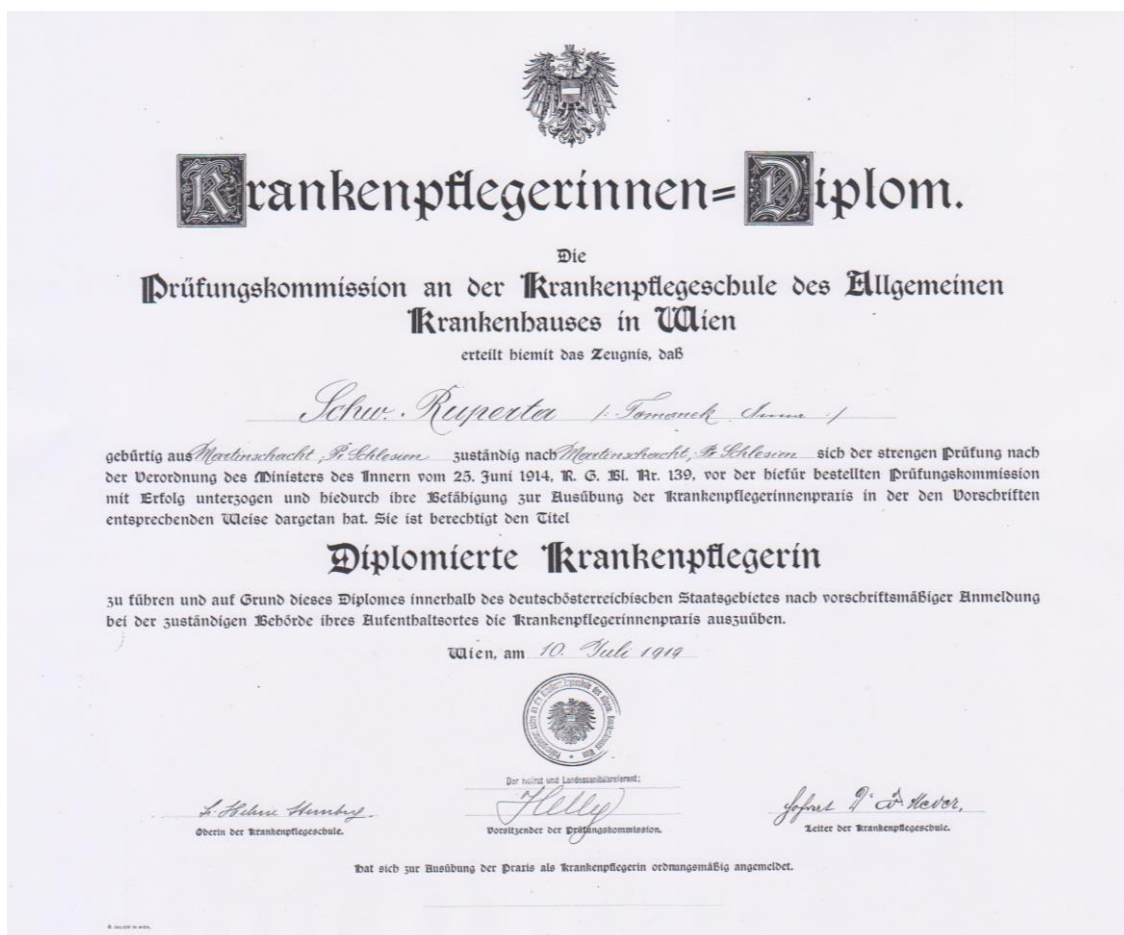 Krankenpflegerinnen=Diplom.
Die
Prüfungskommission an der Krankenpflegeschule des Allgemeinen
Krankenhauses in Wien
erteilt hiemit das Zeugnis, daß
Schw. Ruperta /: Tomanek Anna :/
gebürtig aus Martinschacht, Pr. Schlesien zuständig nach Martinschacht, Pr. Schlesien sich der strengen Prüfung nach
der Verordnung des Ministers des Innern vom 25. Juni 1914, R. G. Bl. Nr. 139, vor der hiefür bestellten Prüfungskommission
mit Erfolg unterzogen und hiedurch ihre Befähigung zur Ausübung der Krankenpflegerinnenpraxis in der den Vorschriften
entsprechenden Weise dargetan hat. Sie ist berechtigt den Titel
Diplomierte Krankenpflegerin
zu führen und auf Grund dieses Diplomes innerhalb des deutschösterreichischen Staatsgebietes nach vorschriftsmäßiger Anmeldung
bei der zuständigen Behörde ihres Aufenthaltsortes die Krankenpflegerinnenpraxis auszuüben.
Wien, am 10. Juli 1919
Der Hofrat und Landessanitätsreferent:
Helly
Oberin der Krankenpflegeschule.
Vorsitzender der Prüfungskommission.
Leiter der Krankenpflegeschule.
Hat sich zur Ausübung der Praxis als Krankenpflegerin ordnungsmäßig angemeldet.